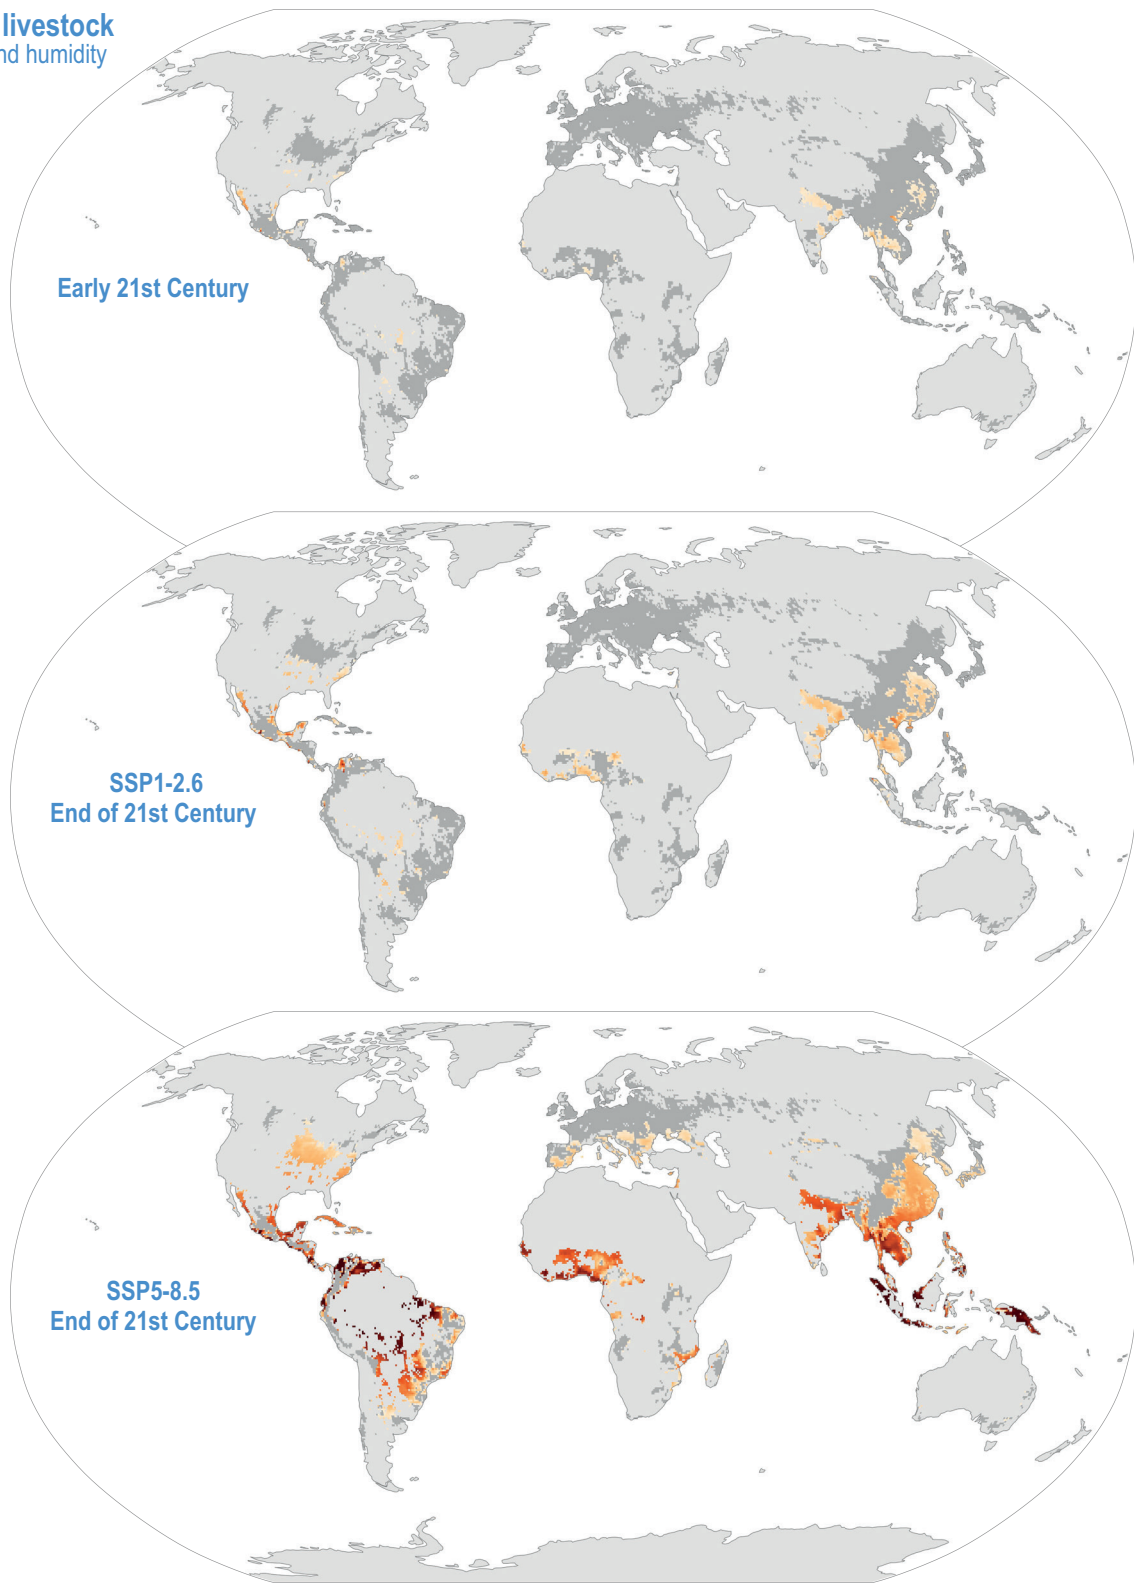 livestock
nd humidity
Early 21st Century
SSP1-2.6
End of 21st Century
SSP5-8.5
End of 21st Century